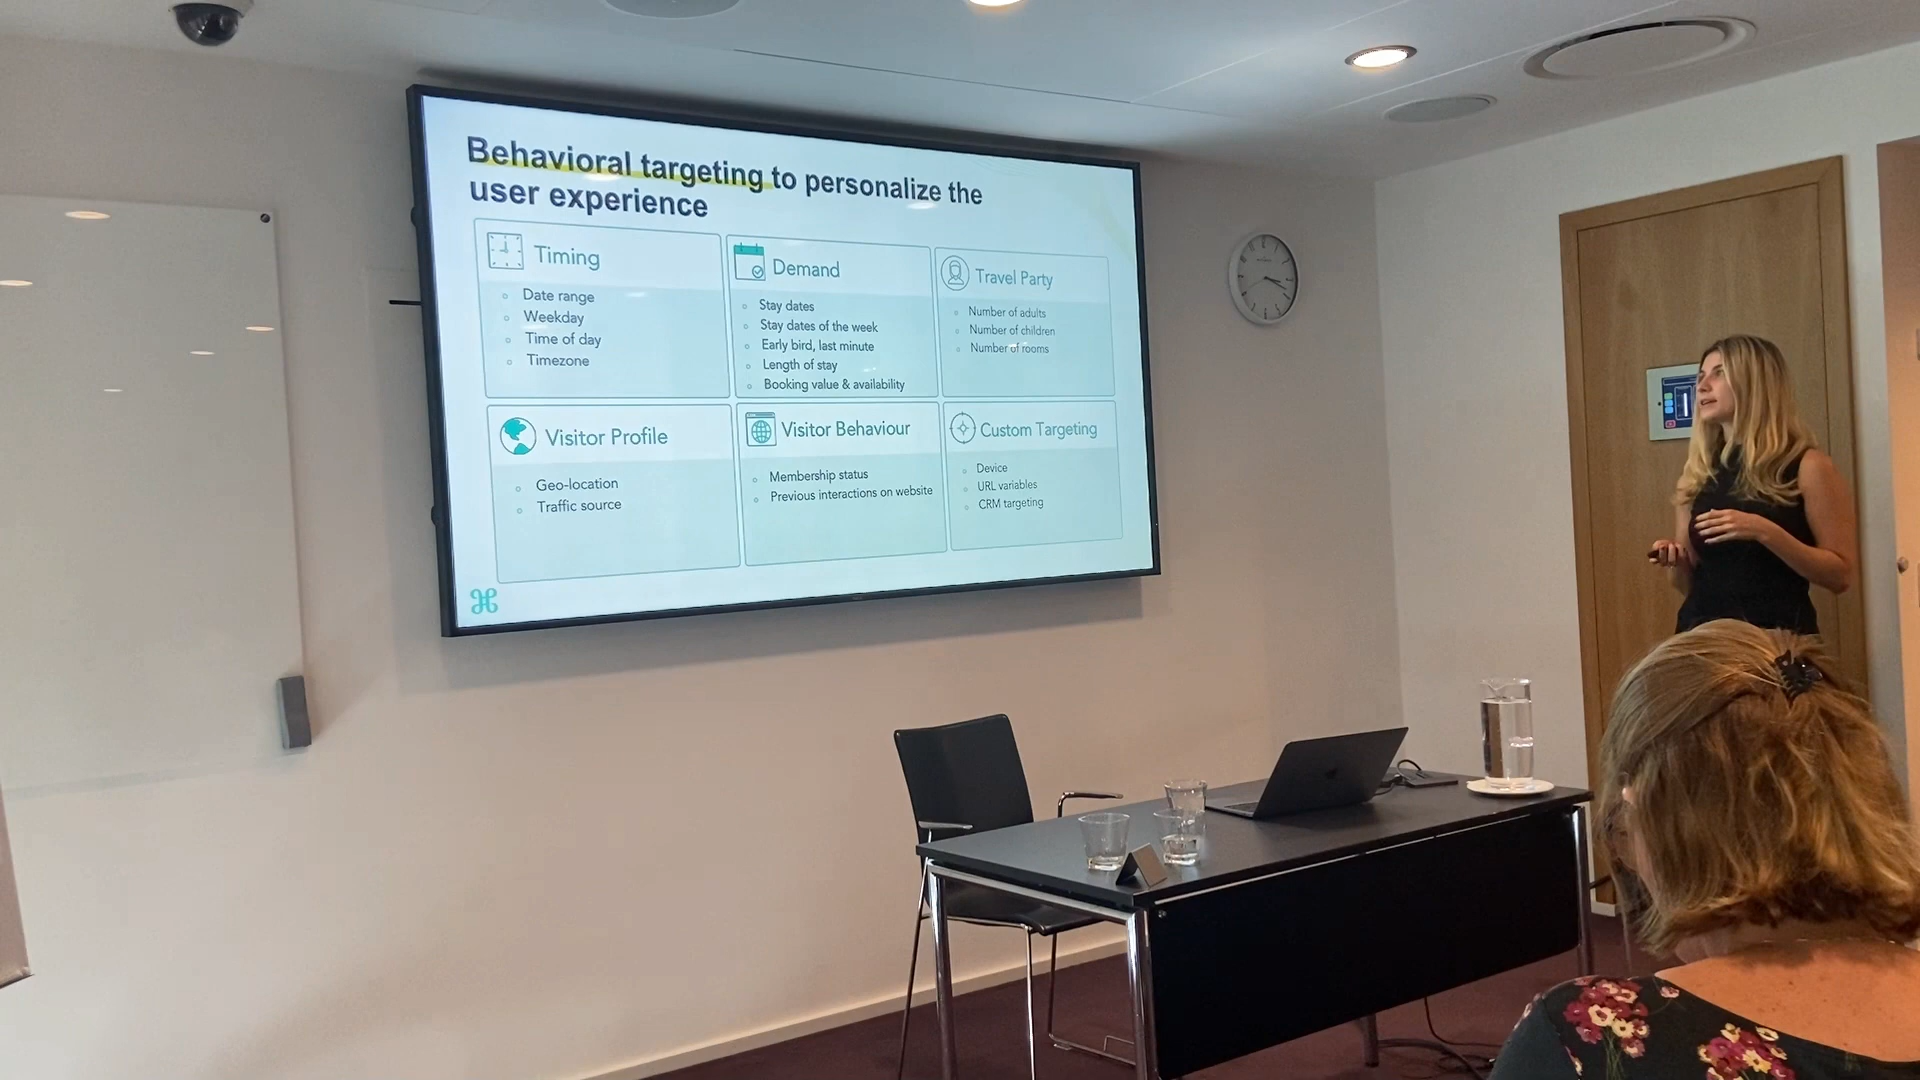 Behavioral targeting to personalize the
user experience
Timing
Date range
Weekday
Time of day
Timezone
Demand
Stay dates
Stay dates of the week
Early bird, last minute
Length of stay
Booking value & availability
Travel Party
Number of adults
Number of children
Number of rooms
Visitor Profile
Geo-location
Traffic source
Visitor Behaviour
Membership status
Previous interactions on website
Custom Targeting
Device
URL variables
CRM targeting